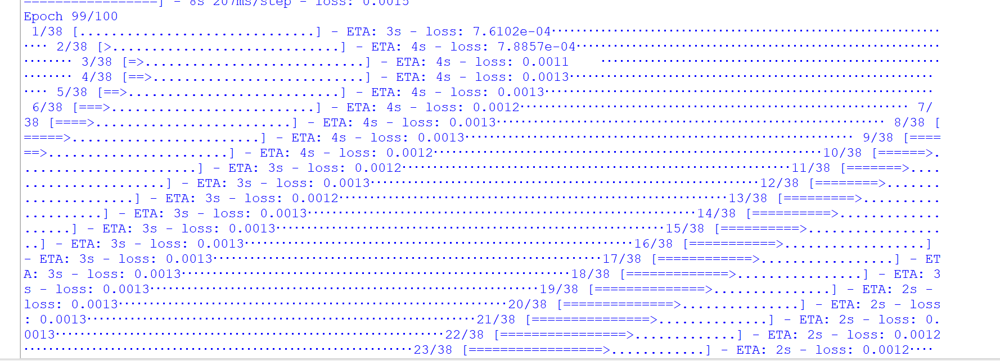 ================] - 8s 207ms/step - loss: 0.0015
Epoch 99/100
1/38 [..............................] - ETA: 3s - loss: 7.6102e-04
2/38 [>.............................] - ETA: 4s - loss: 7.8857e-04
3/38 [=>............................] - ETA: 4s - loss: 0.0011
4/38 [==>...........................] - ETA: 4s - loss: 0.0013
5/38 [==>...........................] - ETA: 4s - loss: 0.0013
6/38 [===>..........................] - ETA: 4s - loss: 0.0012 7/
38 [====>.........................] - ETA: 4s - loss: 0.0013 8/38 [
=====>........................] - ETA: 4s - loss: 0.0013 9/38 [====
==>.......................] - ETA: 4s - loss: 0.0012 10/38 [======>.
......................] - ETA: 3s - loss: 0.0012 11/38 [=======>....
..................] - ETA: 3s - loss: 0.0013 12/38 [========>.......
..............] - ETA: 3s - loss: 0.0012 13/38 [=========>..........
..........] - ETA: 3s - loss: 0.0013 14/38 [==========>.............
......] - ETA: 3s - loss: 0.0013 15/38 [==========>.................
..] - ETA: 3s - loss: 0.0013 16/38 [===========>..................]
- ETA: 3s - loss: 0.0013 17/38 [============>.................] - ET
A: 3s - loss: 0.0013 18/38 [=============>................] - ETA: 3
s - loss: 0.0013 19/38 [==============>...............] - ETA: 2s -
loss: 0.0013 20/38 [==============>...............] - ETA: 2s - loss
: 0.0013 21/38 [===============>..............] - ETA: 2s - loss: 0.
0013 22/38 [================>.............] - ETA: 2s - loss: 0.0012
23/38 [=================>............] - ETA: 2s - loss: 0.0012